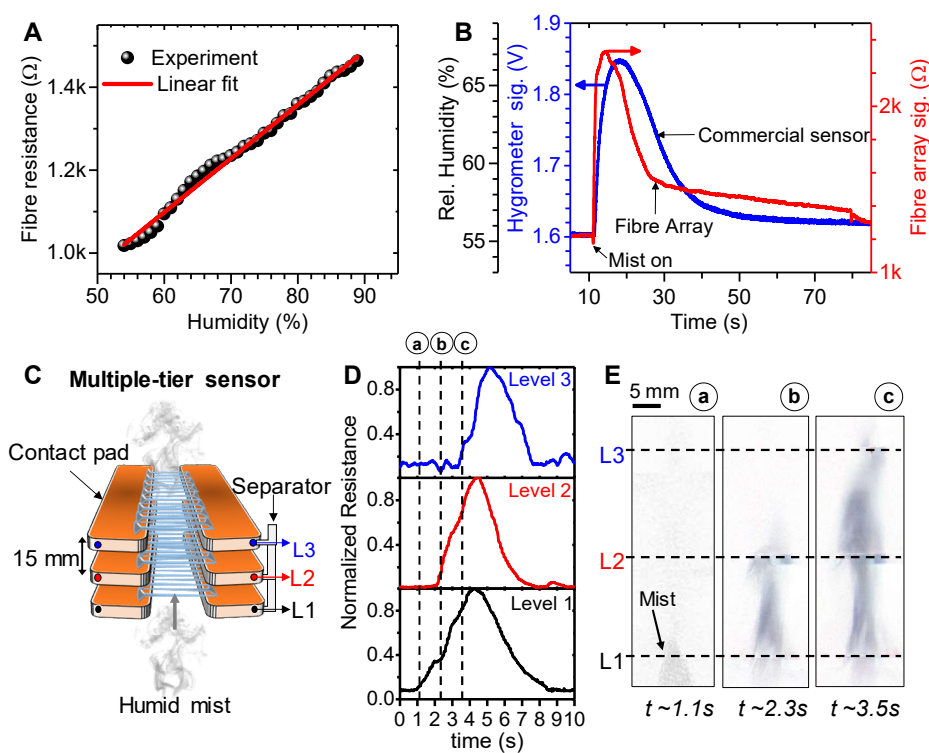 A
Experiment
Linear fit
Fibre resistance (Ω)
1.4k
1.2k
1.0k
50 60 70 80 90
Humidity (%)
B
Rel. Humidity (%)
65
60
55
Hygrometer sig. (V)
1.9
1.8
1.7
1.6
Commercial sensor
Fibre Array
Mist on
10 30 50 70
Time (s)
2k
1k
Fibre array sig. (Ω)
C
Multiple-tier sensor
Contact pad
Separator
15 mm
L3
L2
L1
Humid mist
D
a b c
Normalized Resistance
Level 3
0.8
0.4
Level 2
0.8
0.4
Level 1
0.8
0.4
0.0
0 1 2 3 4 5 6 7 8 9 10
time (s)
E
5 mm
a
b
c
L3
L2
Mist
L1
t ~1.1s
t ~2.3s
t ~3.5s